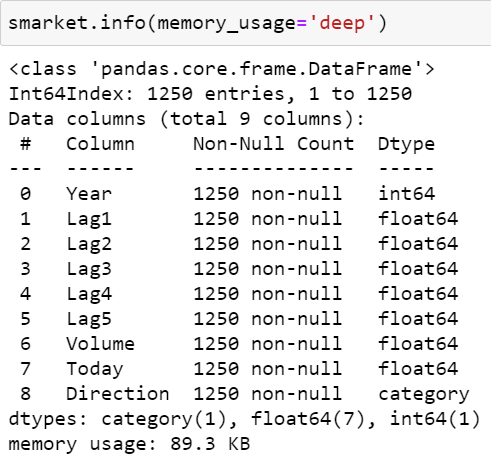 smarket.info(memory_usage='deep')
<class 'pandas.core.frame.DataFrame'>
Int64Index: 1250 entries, 1 to 1250
Data columns (total 9 columns):
 #   Column     Non-Null Count  Dtype
---  ------     --------------  -----
 0   Year       1250 non-null   int64
 1   Lag1       1250 non-null   float64
 2   Lag2       1250 non-null   float64
 3   Lag3       1250 non-null   float64
 4   Lag4       1250 non-null   float64
 5   Lag5       1250 non-null   float64
 6   Volume     1250 non-null   float64
 7   Today      1250 non-null   float64
 8   Direction  1250 non-null   category
dtypes: category(1), float64(7), int64(1)
memory usage: 89.3 KB